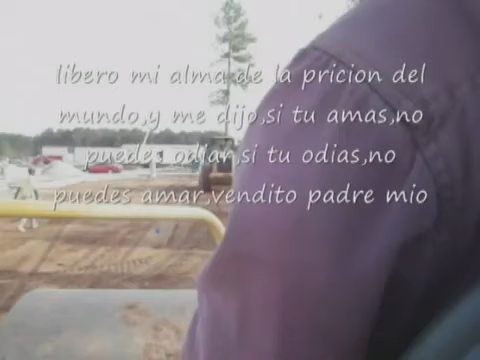 libero mi alma de la pricion del
mundo,y me dijo,si tu amas,no
puedes odiar,si tu odias,no
puedes amar,vendito padre mio